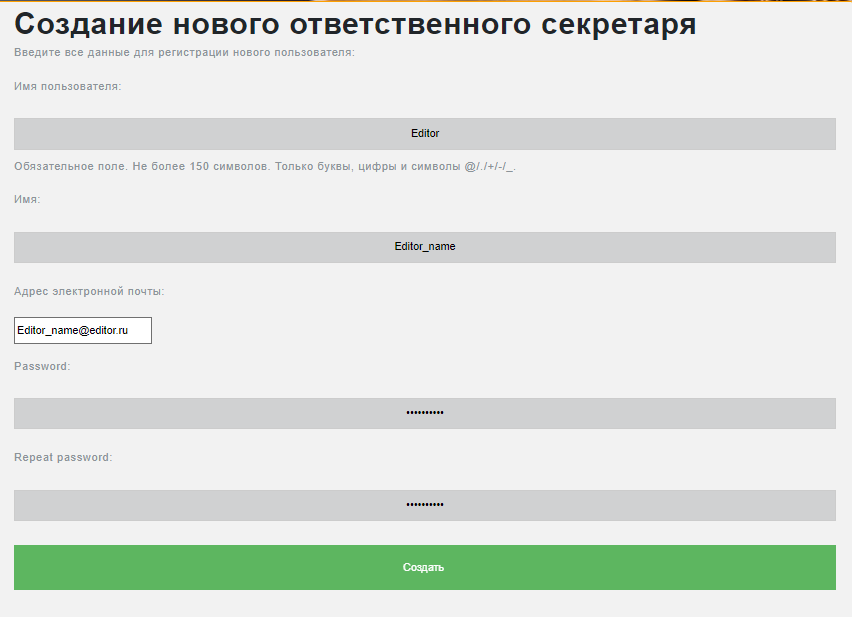 Создание нового ответственного секретаря
Введите все данные для регистрации нового пользователя:
Имя пользователя:
Editor
Обязательное поле. Не более 150 символов. Только буквы, цифры и символы @/./+/-/_.
Имя:
Editor_name
Адрес электронной почты:
Editor_name@editor.ru
Password:
••••••••••
Repeat password:
••••••••••
Создать